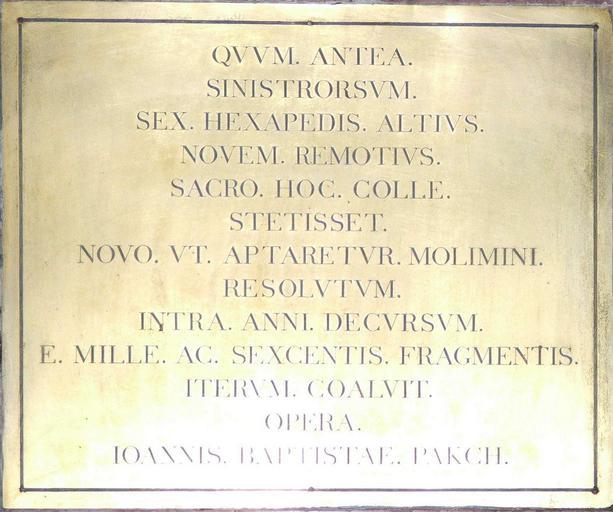 QVVM. ANTEA.
SINISTRORSVM.
SEX. HEXAPEDIS. ALTIVS.
NOVEM. REMOTIVS.
SACRO. HOC. COLLE.
STETISSET.
NOVO. VT. APTARETVR. MOLIMINI.
RESOLVTVM.
INTRA. ANNI. DECVRSVM.
E. MILLE. AC. SEXCENTIS. FRAGMENTIS.
ITERVM. COALVIT.
OPERA.
IOANNIS. BAPTISTAE. PAKCH.